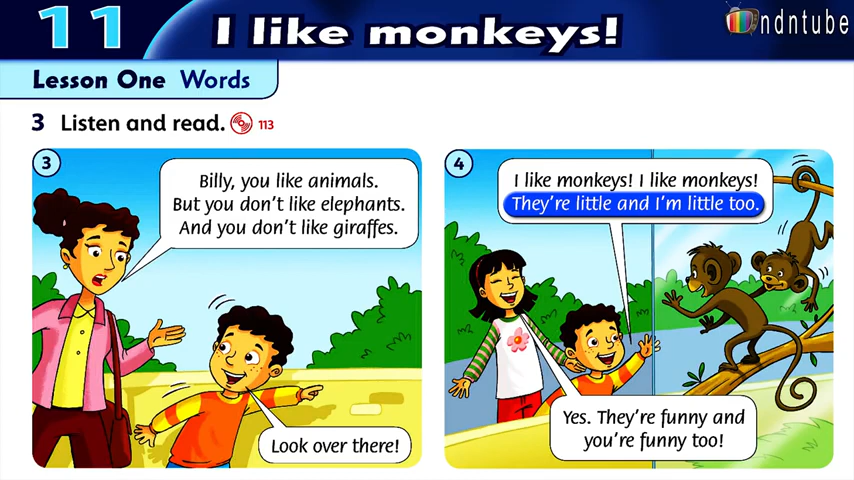 11
I like monkeys!
ndntube
Lesson One Words
3 Listen and read. 113
3
Billy, you like animals.
But you don't like elephants.
And you don't like giraffes.
Look over there!
4
I like monkeys! I like monkeys!
They're little and I'm little too.
Yes. They're funny and
you're funny too!